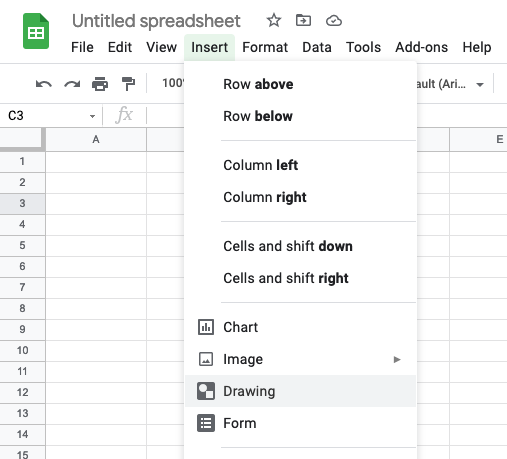 Untitled spreadsheet
File Edit View Insert Format Data Tools Add-ons Help
100 ault (Ari...
C3 fx
A E
1
2
3
4
5
6
7
8
9
10
11
12
13
14
15
Row above
Row below
Column left
Column right
Cells and shift down
Cells and shift right
Chart
Image
Drawing
Form